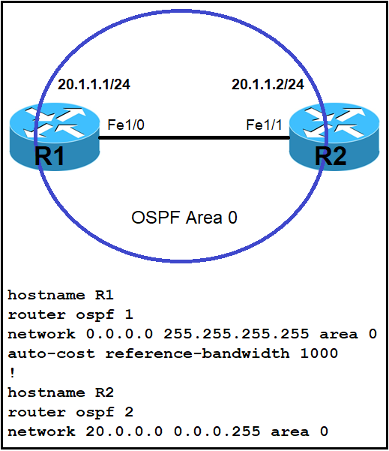 20.1.1.1/24
20.1.1.2/24
Fe1/0
Fe1/1
R1
R2
OSPF Area 0
hostname R1
router ospf 1
network 0.0.0.0 255.255.255.255 area 0
auto-cost reference-bandwidth 1000
!
hostname R2
router ospf 2
network 20.0.0.0 0.0.0.255 area 0